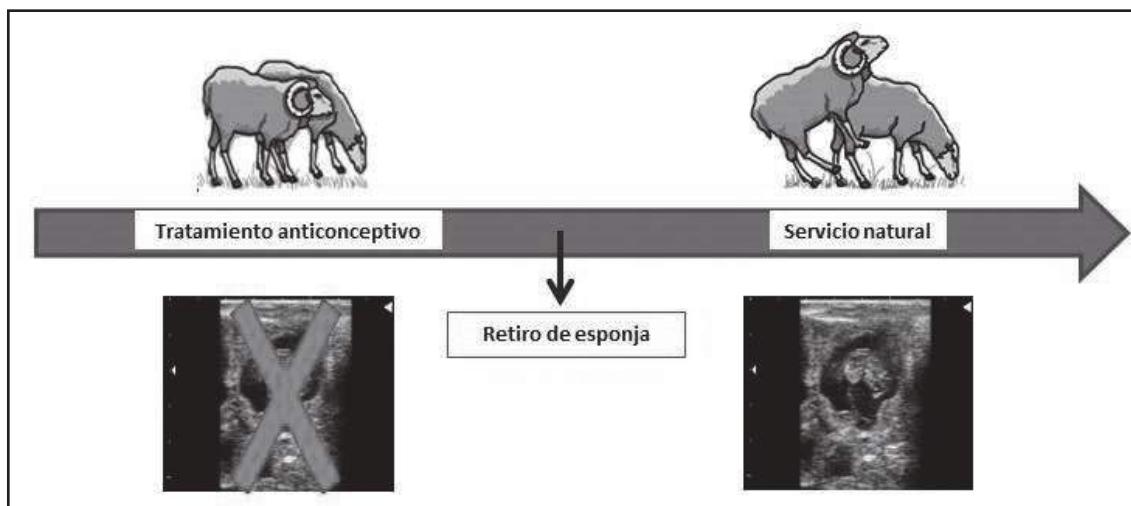 Tratamiento anticonceptivo
Servicio natural
Retiro de esponja